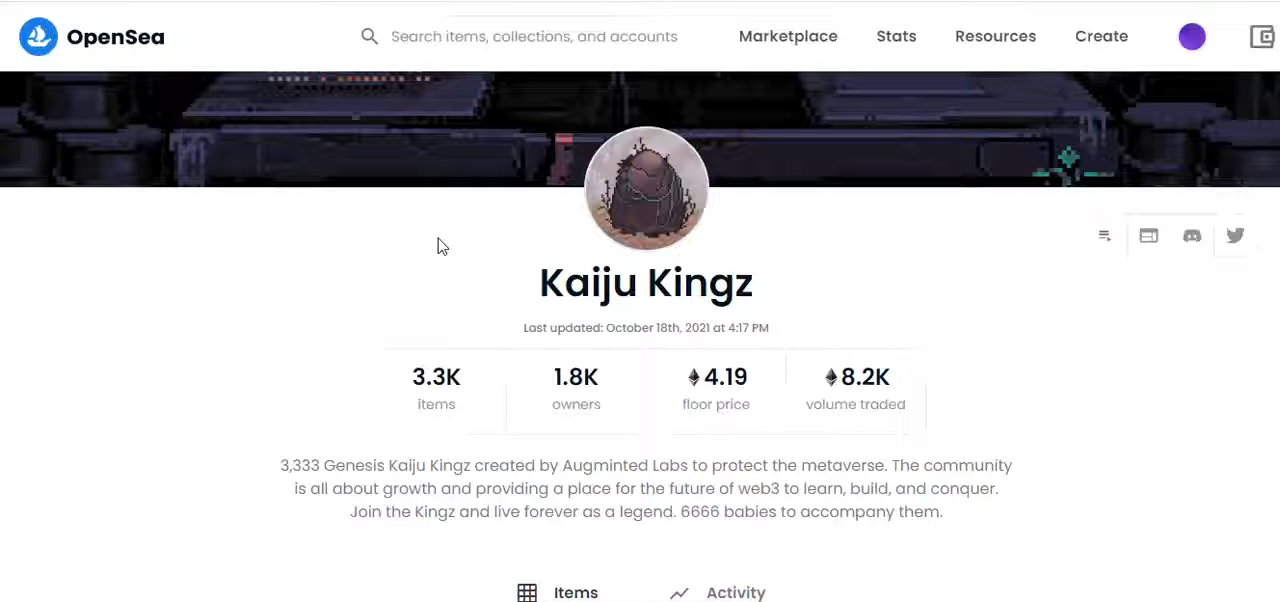 OpenSea
Search items, collections, and accounts
Marketplace
Stats
Resources
Create
Kaiju Kingz
Last updated: October 18th, 2021 at 4:17 PM
3.3K
items
1.8K
owners
4.19
floor price
8.2K
volume traded
3,333 Genesis Kaiju Kingz created by Augminted Labs to protect the metaverse. The community
is all about growth and providing a place for the future of web3 to learn, build, and conquer.
Join the Kingz and live forever as a legend. 6666 babies to accompany them.
Items
Activity